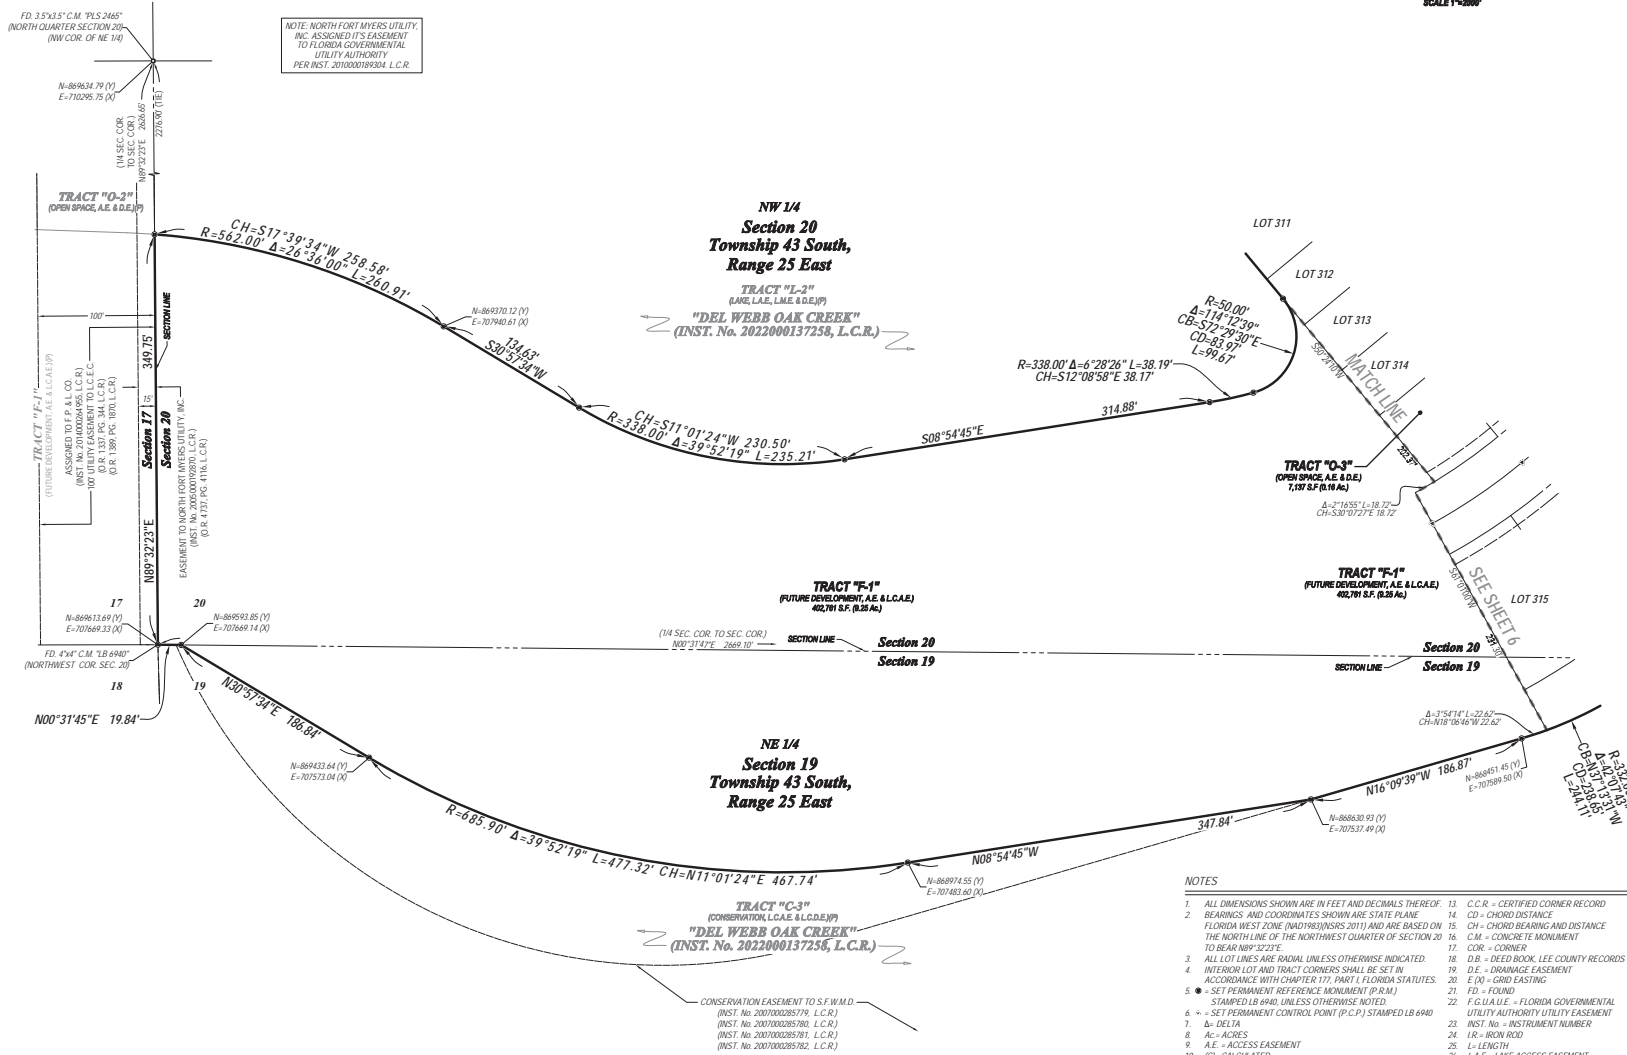 SCALE 1"=2000'
FD. 3.5"x3.5" C.M. "PLS 2465"
(NORTH QUARTER SECTION 20)
(NW COR. OF NE 1/4)
NOTE: NORTH FORT MYERS UTILITY,
INC. ASSIGNED IT'S EASEMENT
TO FLORIDA GOVERNMENTAL
UTILITY AUTHORITY
PER INST. 2010000189304. L.C.R.
N=869634.79 (Y)
E=710295.75 (X)
(1/4 SEC. COR.
TO SEC. COR.)
N89°32'23"E 2626.65'
2276.90' (TIE)
TRACT "O-2"
(OPEN SPACE, A.E. & D.E.)(P)
CH=S17°39'34"W 258.58'
R=562.00' Δ=26°36'00" L=260.91'
N=869370.12 (Y)
E=707940.61 (X)
134.63'
S30°57'34"W
CH=S11°01'24"W 230.50'
R=338.00' Δ=39°52'19" L=235.21'
NW 1/4
Section 20
Township 43 South,
Range 25 East
TRACT "L-2"
(LAKE, L.A.E., L.M.E. & D.E.)(P)
"DEL WEBB OAK CREEK"
(INST. No. 2022000137258, L.C.R.)
LOT 311
LOT 312
LOT 313
LOT 314
R=50.00'
Δ=114°12'39"
CB=S72°29'30"E
CD=83.97'
L=99.67'
R=338.00' Δ=6°28'26" L=38.19'
CH=S12°08'58"E 38.17'
314.88'
S08°54'45"E
S50°24'10"W
MATCH LINE
202.37'
TRACT "O-3"
(OPEN SPACE, A.E. & D.E.)
7,137 S.F (0.16 Ac.)
Δ=2°16'55" L=18.72'
CH=S30°07'27"E 18.72'
S61°01'00"W
SEE SHEET 6
231.30'
LOT 315
100'
349.75'
SECTION LINE
15'
TRACT "F-1"
(FUTURE DEVELOPMENT, A.E. & L.C.A.E.)(P)
ASSIGNED TO F.P. & L. CO.
(INST. No. 2014000264955, L.C.R.)
100' UTILITY EASEMENT TO L.C.E.C.
(O.R. 1337, PG. 344, L.C.R.)
(O.R. 1389, PG. 1870, L.C.R.)
Section 17
Section 20
EASEMENT TO NORTH FORT MYERS UTILITY, INC.
(INST. No. 2005000192870, L.C.R.)
(O.R. 4737, PG. 4116, L.C.R.)
N89°32'23"E
17
20
N=869613.69 (Y)
E=707669.33 (X)
N=869593.85 (Y)
E=707669.14 (X)
FD. 4"x4" C.M. "LB 6940"
(NORTHWEST COR. SEC. 20)
18
19
N00°31'45"E 19.84'
TRACT "F-1"
(FUTURE DEVELOPMENT, A.E. & L.C.A.E.)
402,761 S.F. (9.25 Ac.)
TRACT "F-1"
(FUTURE DEVELOPMENT, A.E. & L.C.A.E.)
402,761 S.F. (9.25 Ac.)
(1/4 SEC. COR. TO SEC. COR.)
N00°31'47"E 2669.10'
SECTION LINE
Section 20
Section 19
SECTION LINE
Section 20
Section 19
N30°57'34"E 186.84'
N=869433.64 (Y)
E=707573.04 (X)
R=685.90' Δ=39°52'19" L=477.32' CH=N11°01'24"E 467.74'
NE 1/4
Section 19
Township 43 South,
Range 25 East
N=868974.55 (Y)
E=707483.60 (X)
N08°54'45"W
347.84'
N=868630.93 (Y)
E=707537.49 (X)
N16°09'39"W 186.87'
N=868451.45 (Y)
E=707589.50 (X)
Δ=3°54'14" L=22.62'
CH=N18°06'46"W 22.62'
Δ=42°07'43"
CB=N37°13'31"W
CD=238.65'
L=244.11'
TRACT "C-3"
(CONSERVATION, L.C.A.E. & L.C.D.E.)(P)
"DEL WEBB OAK CREEK"
(INST. No. 2022000137258, L.C.R.)
CONSERVATION EASEMENT TO S.F.W.M.D.
(INST. No. 2007000285779, L.C.R.)
(INST. No. 2007000285780, L.C.R.)
(INST. No. 2007000285781, L.C.R.)
(INST. No. 2007000285782, L.C.R.)
NOTES
1. ALL DIMENSIONS SHOWN ARE IN FEET AND DECIMALS THEREOF.
2. BEARINGS AND COORDINATES SHOWN ARE STATE PLANE
FLORIDA WEST ZONE (NAD1983)(NSRS 2011) AND ARE BASED ON
THE NORTH LINE OF THE NORTHWEST QUARTER OF SECTION 20
TO BEAR N89°32'23"E.
3. ALL LOT LINES ARE RADIAL UNLESS OTHERWISE INDICATED.
4. INTERIOR LOT AND TRACT CORNERS SHALL BE SET IN
ACCORDANCE WITH CHAPTER 177, PART I, FLORIDA STATUTES.
5. = SET PERMANENT REFERENCE MONUMENT (P.R.M.)
STAMPED LB 6940, UNLESS OTHERWISE NOTED.
6. = SET PERMANENT CONTROL POINT (P.C.P.) STAMPED LB 6940
7. Δ= DELTA
8. Ac.= ACRES
9. A.E. = ACCESS EASEMENT
13. C.C.R. = CERTIFIED CORNER RECORD
14. CD = CHORD DISTANCE
15. CH = CHORD BEARING AND DISTANCE
16. C.M. = CONCRETE MONUMENT
17. COR. = CORNER
18. D.B. = DEED BOOK, LEE COUNTY RECORDS
19. D.E. = DRAINAGE EASEMENT
20. E (X) = GRID EASTING
21. FD. = FOUND
22. F.G.U.A.U.E. = FLORIDA GOVERNMENTAL
UTILITY AUTHORITY UTILITY EASEMENT
23. INST. No. = INSTRUMENT NUMBER
24. I.R.= IRON ROD
25. L= LENGTH